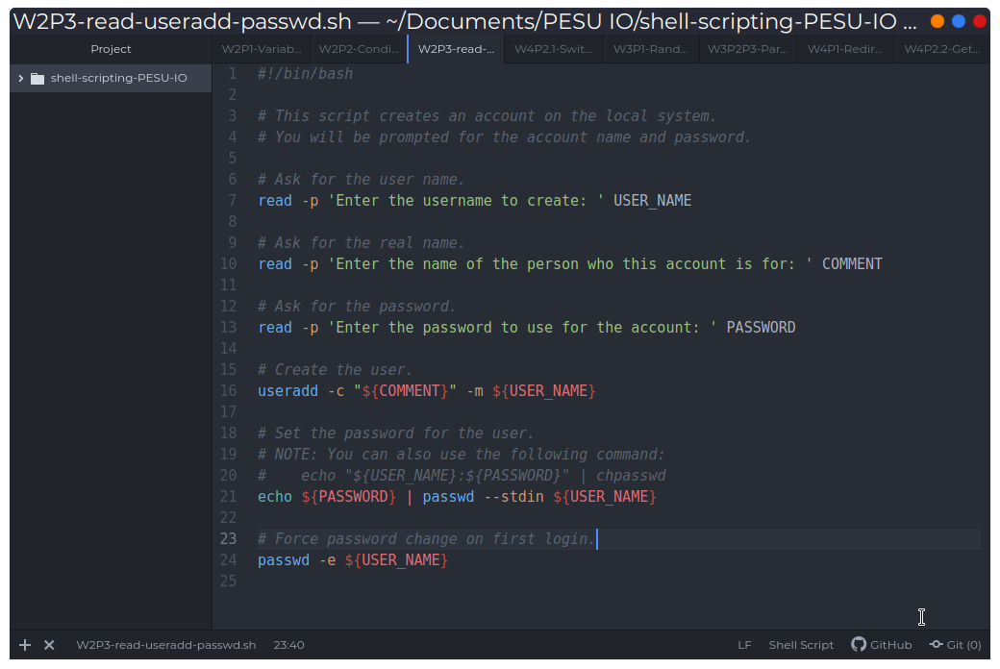 W2P3-read-useradd-passwd.sh — ~/Documents/PESU IO/shell-scripting-PESU-IO ...
Project
W2P1-Variab...
W2P2-Condi...
W2P3-read-...
W4P2.1-Swit...
W3P1-Rand...
W3P2P3-Par...
W4P1-Redir...
W4P2.2-Get...
shell-scripting-PESU-IO
1 #!/bin/bash
2
3 # This script creates an account on the local system.
4 # You will be prompted for the account name and password.
5
6 # Ask for the user name.
7 read -p 'Enter the username to create: ' USER_NAME
8
9 # Ask for the real name.
10 read -p 'Enter the name of the person who this account is for: ' COMMENT
11
12 # Ask for the password.
13 read -p 'Enter the password to use for the account: ' PASSWORD
14
15 # Create the user.
16 useradd -c "${COMMENT}" -m ${USER_NAME}
17
18 # Set the password for the user.
19 # NOTE: You can also use the following command:
20 #    echo "${USER_NAME}:${PASSWORD}" | chpasswd
21 echo ${PASSWORD} | passwd --stdin ${USER_NAME}
22
23 # Force password change on first login.
24 passwd -e ${USER_NAME}
25
W2P3-read-useradd-passwd.sh 23:40 LF Shell Script GitHub Git (0)